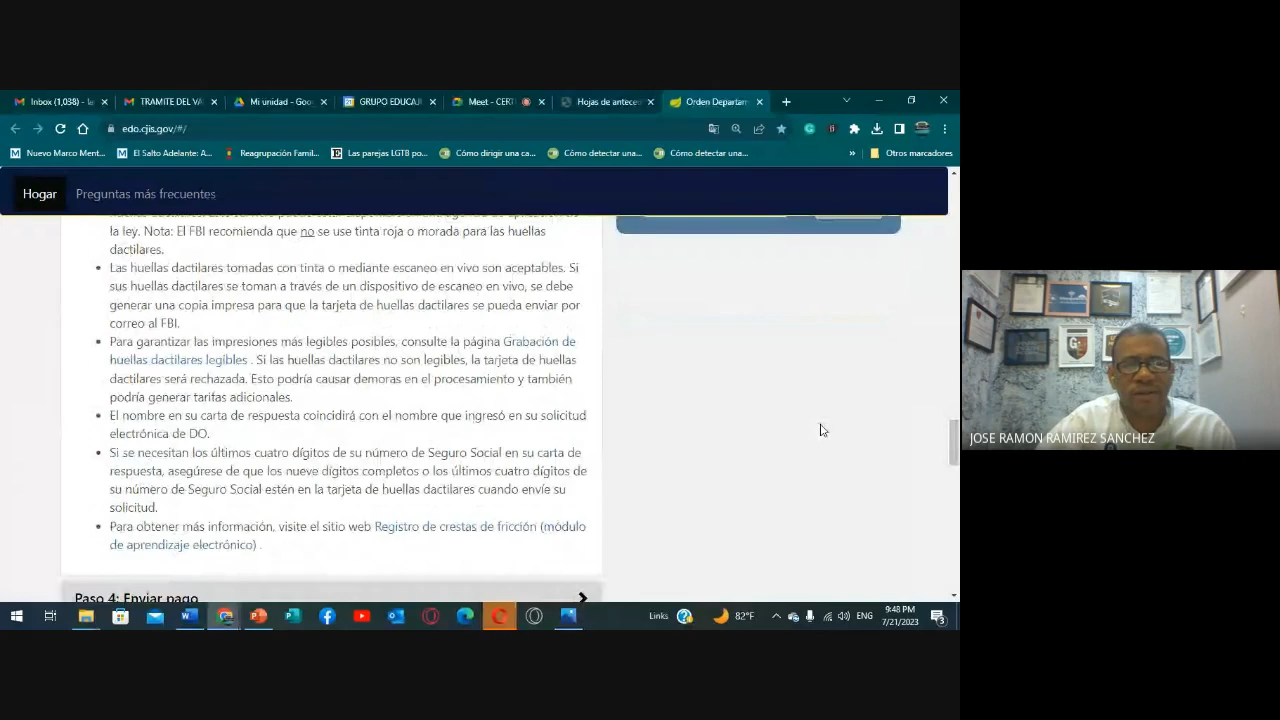 Inbox (1,038) - le
TRAMITE DEL VA
Mi unidad - Goo
GRUPO EDUCAJ
Meet - CERT
Hojas de antece
Orden Departam
edo.cjis.gov/#/
Nuevo Marco Ment...
El Salto Adelante: A...
Reagrupación Famil...
Las parejas LGTB po...
Cómo dirigir una ca...
Cómo detectar una...
Cómo detectar una...
»
Otros marcadores
Hogar
Preguntas más frecuentes
la ley. Nota: El FBI recomienda que no se use tinta roja o morada para las huellas
dactilares.
• Las huellas dactilares tomadas con tinta o mediante escaneo en vivo son aceptables. Si
sus huellas dactilares se toman a través de un dispositivo de escaneo en vivo, se debe
generar una copia impresa para que la tarjeta de huellas dactilares se pueda enviar por
correo al FBI.
• Para garantizar las impresiones más legibles posibles, consulte la página Grabación de
huellas dactilares legibles . Si las huellas dactilares no son legibles, la tarjeta de huellas
dactilares será rechazada. Esto podría causar demoras en el procesamiento y también
podría generar tarifas adicionales.
• El nombre en su carta de respuesta coincidirá con el nombre que ingresó en su solicitud
electrónica de DO.
• Si se necesitan los últimos cuatro dígitos de su número de Seguro Social en su carta de
respuesta, asegúrese de que los nueve dígitos completos o los últimos cuatro dígitos de
su número de Seguro Social estén en la tarjeta de huellas dactilares cuando envíe su
solicitud.
• Para obtener más información, visite el sitio web Registro de crestas de fricción (módulo
de aprendizaje electrónico) .
Paso 4: Enviar pago
JOSE RAMON RAMIREZ SANCHEZ
Links
82°F
ENG
9:48 PM
7/21/2023
3